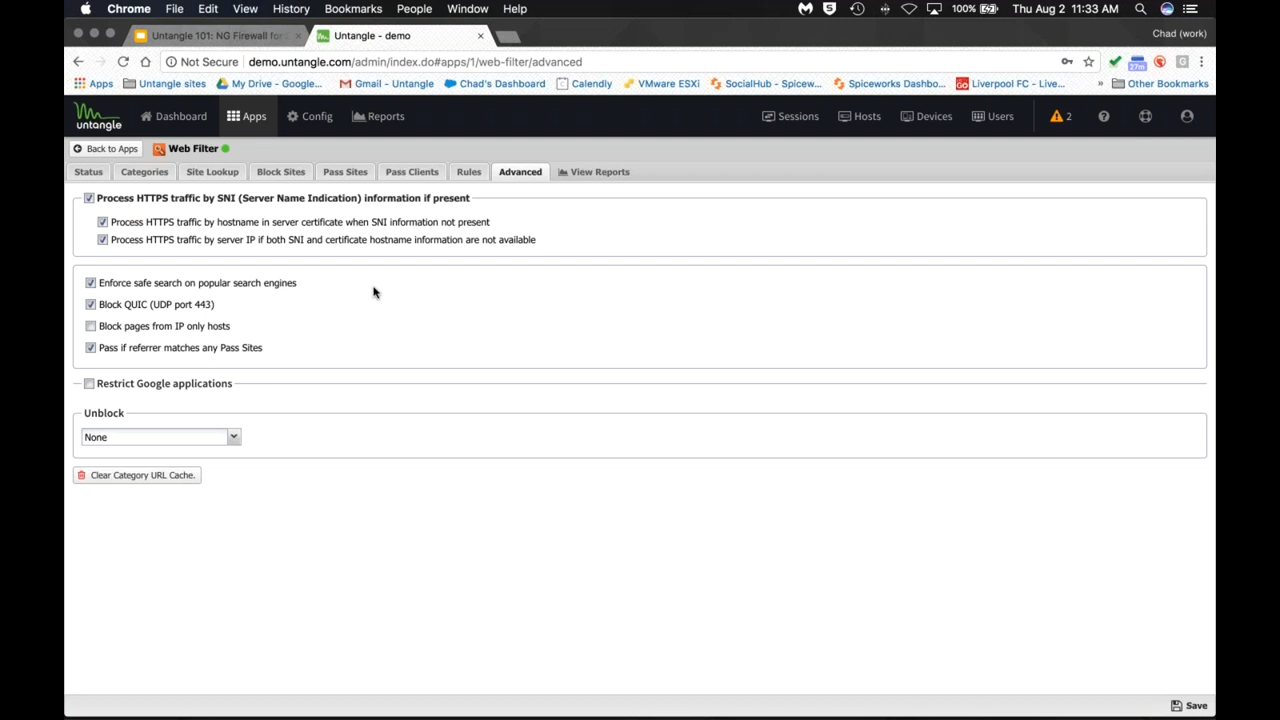 Chrome File Edit View History Bookmarks People Window Help 100% Thu Aug 2 11:33 AM
Untangle 101: NG Firewall for Untangle - demo Chad (work)
Not Secure demo.untangle.com/admin/index.do#apps/1/web-filter/advanced 27m
Apps Untangle sites My Drive - Google... Gmail - Untangle Chad's Dashboard Calendly VMware ESXi SocialHub - Spicew... Spiceworks Dashbo... Liverpool FC - Live... » Other Bookmarks
untangle Dashboard Apps Config Reports Sessions Hosts Devices Users 2
Back to Apps Web Filter
Status Categories Site Lookup Block Sites Pass Sites Pass Clients Rules Advanced View Reports
Process HTTPS traffic by SNI (Server Name Indication) information if present
Process HTTPS traffic by hostname in server certificate when SNI information not present
Process HTTPS traffic by server IP if both SNI and certificate hostname information are not available
Enforce safe search on popular search engines
Block QUIC (UDP port 443)
Block pages from IP only hosts
Pass if referrer matches any Pass Sites
Restrict Google applications
Unblock
None
Clear Category URL Cache.
Save